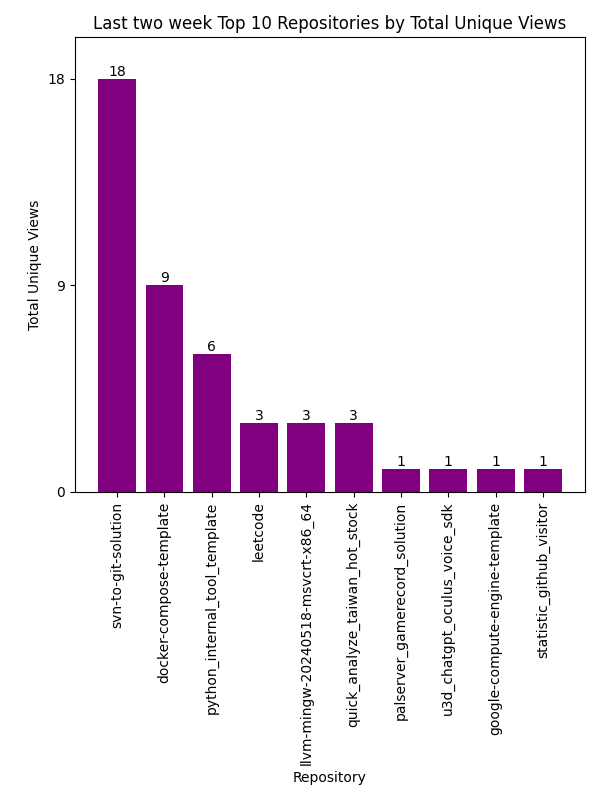 Last two week Top 10 Repositories by Total Unique Views
Total Unique Views
18
9
0
18
9
6
3
3
3
1
1
1
1
svn-to-git-solution
docker-compose-template
python_internal_tool_template
leetcode
llvm-mingw-20240518-msvcrt-x86_64
quick_analyze_taiwan_hot_stock
palserver_gamerecord_solution
u3d_chatgpt_oculus_voice_sdk
google-compute-engine-template
statistic_github_visitor
Repository